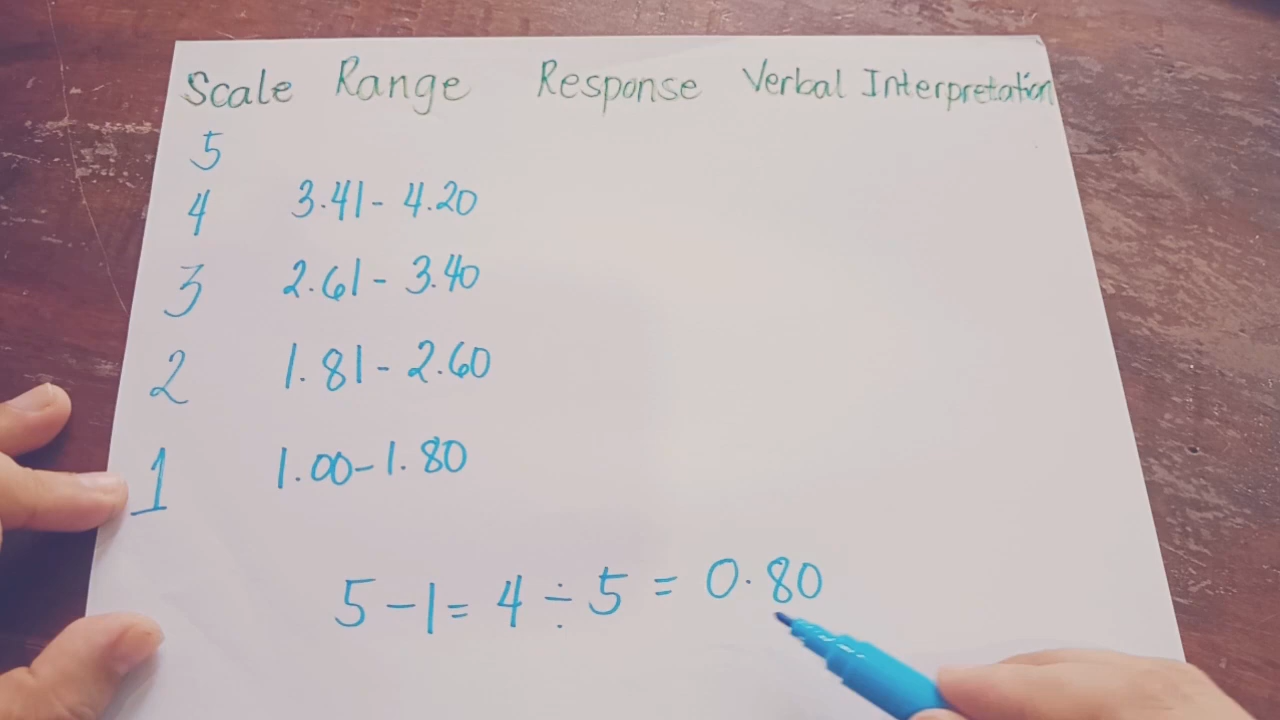 Scale Range Response Verbal Interpretation
5
4 3.41 - 4.20
3 2.61 - 3.40
2 1.81 - 2.60
1 1.00 - 1.80
5 - 1 = 4 ÷ 5 = 0.80